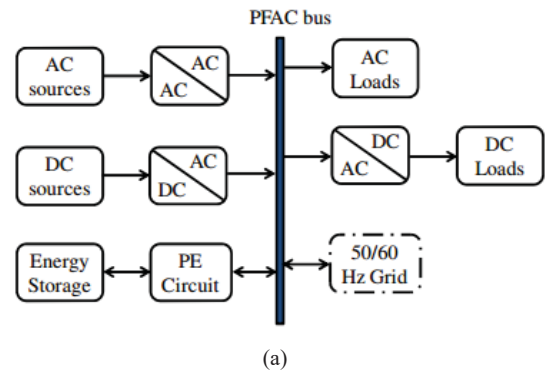 PFAC bus
AC
sources
AC
AC
AC
Loads
DC
sources
AC
DC
DC
AC
DC
Loads
Energy
Storage
PE
Circuit
50/60
Hz Grid
(a)